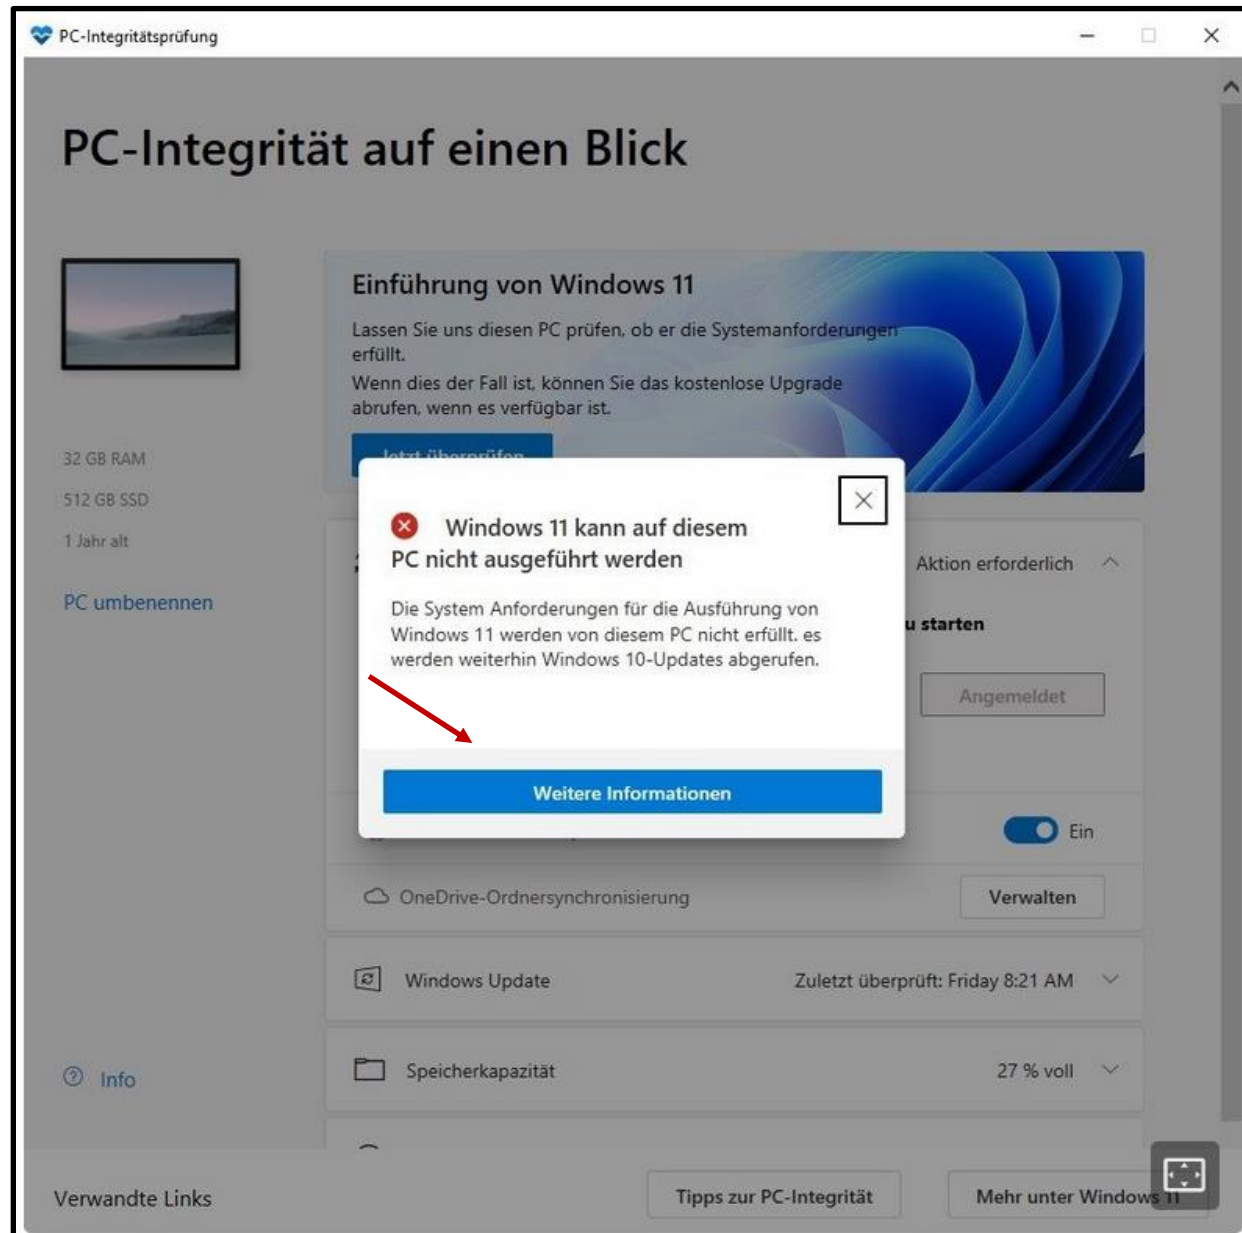 PC-Integritätsprüfung
PC-Integrität auf einen Blick
Einführung von Windows 11
Lassen Sie uns diesen PC prüfen, ob er die Systemanforderungen
erfüllt.
Wenn dies der Fall ist, können Sie das kostenlose Upgrade
abrufen, wenn es verfügbar ist.
Jetzt überprüfen
32 GB RAM
512 GB SSD
1 Jahr alt
PC umbenennen
Windows 11 kann auf diesem
PC nicht ausgeführt werden
Die System Anforderungen für die Ausführung von
Windows 11 werden von diesem PC nicht erfüllt. es
werden weiterhin Windows 10-Updates abgerufen.
Weitere Informationen
Aktion erforderlich
starten
Angemeldet
Ein
OneDrive-Ordnersynchronisierung
Verwalten
Windows Update
Zuletzt überprüft: Friday 8:21 AM
Speicherkapazität
27 % voll
Info
Verwandte Links
Tipps zur PC-Integrität
Mehr unter Windows 11